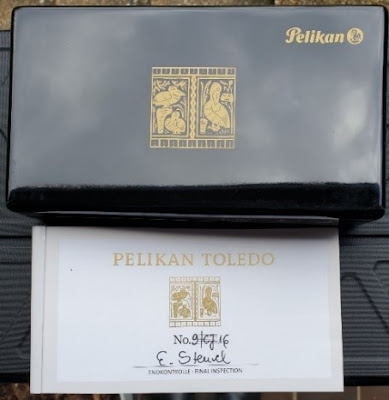 Pelikan
PELIKAN TOLEDO
No.
E.
ENDKONTROLLE - FINAL INSPECTION